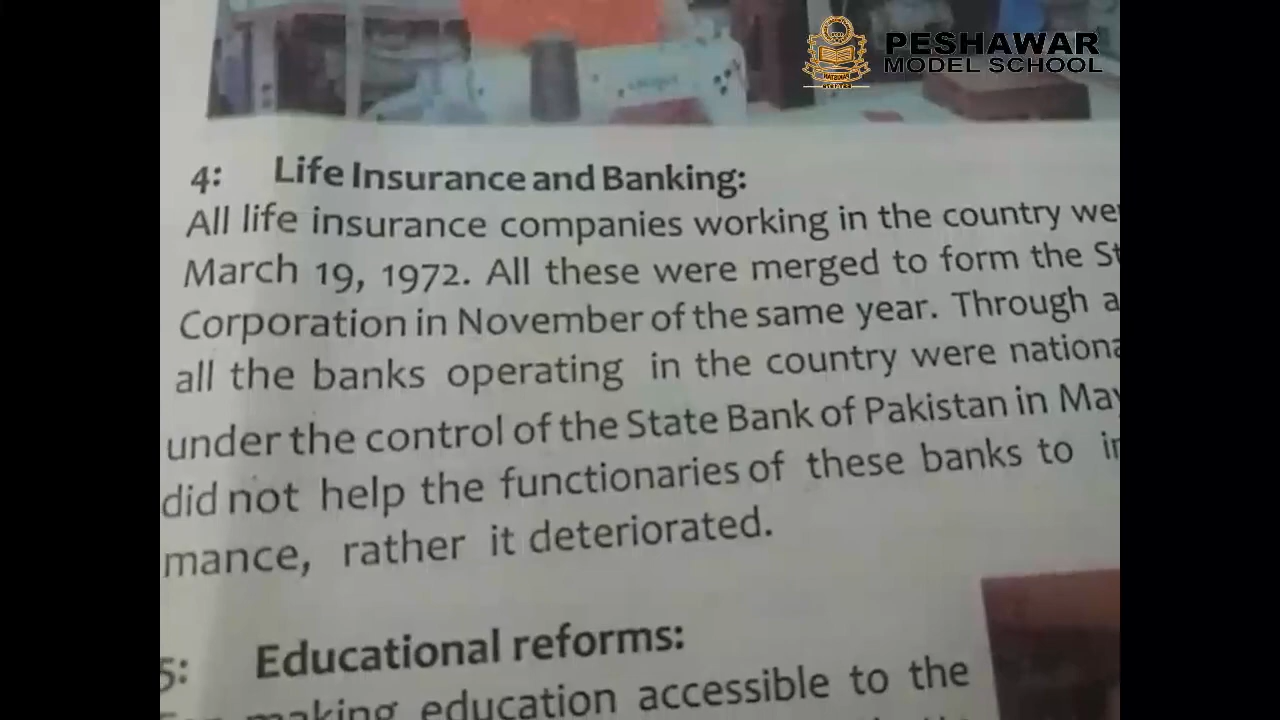 PESHAWAR
MODEL SCHOOL
4: Life Insurance and Banking:
All life insurance companies working in the country we
March 19, 1972. All these were merged to form the St
Corporation in November of the same year. Through a
all the banks operating in the country were nationa
under the control of the State Bank of Pakistan in May
did not help the functionaries of these banks to i
mance, rather it deteriorated.
5: Educational reforms:
making education accessible to the